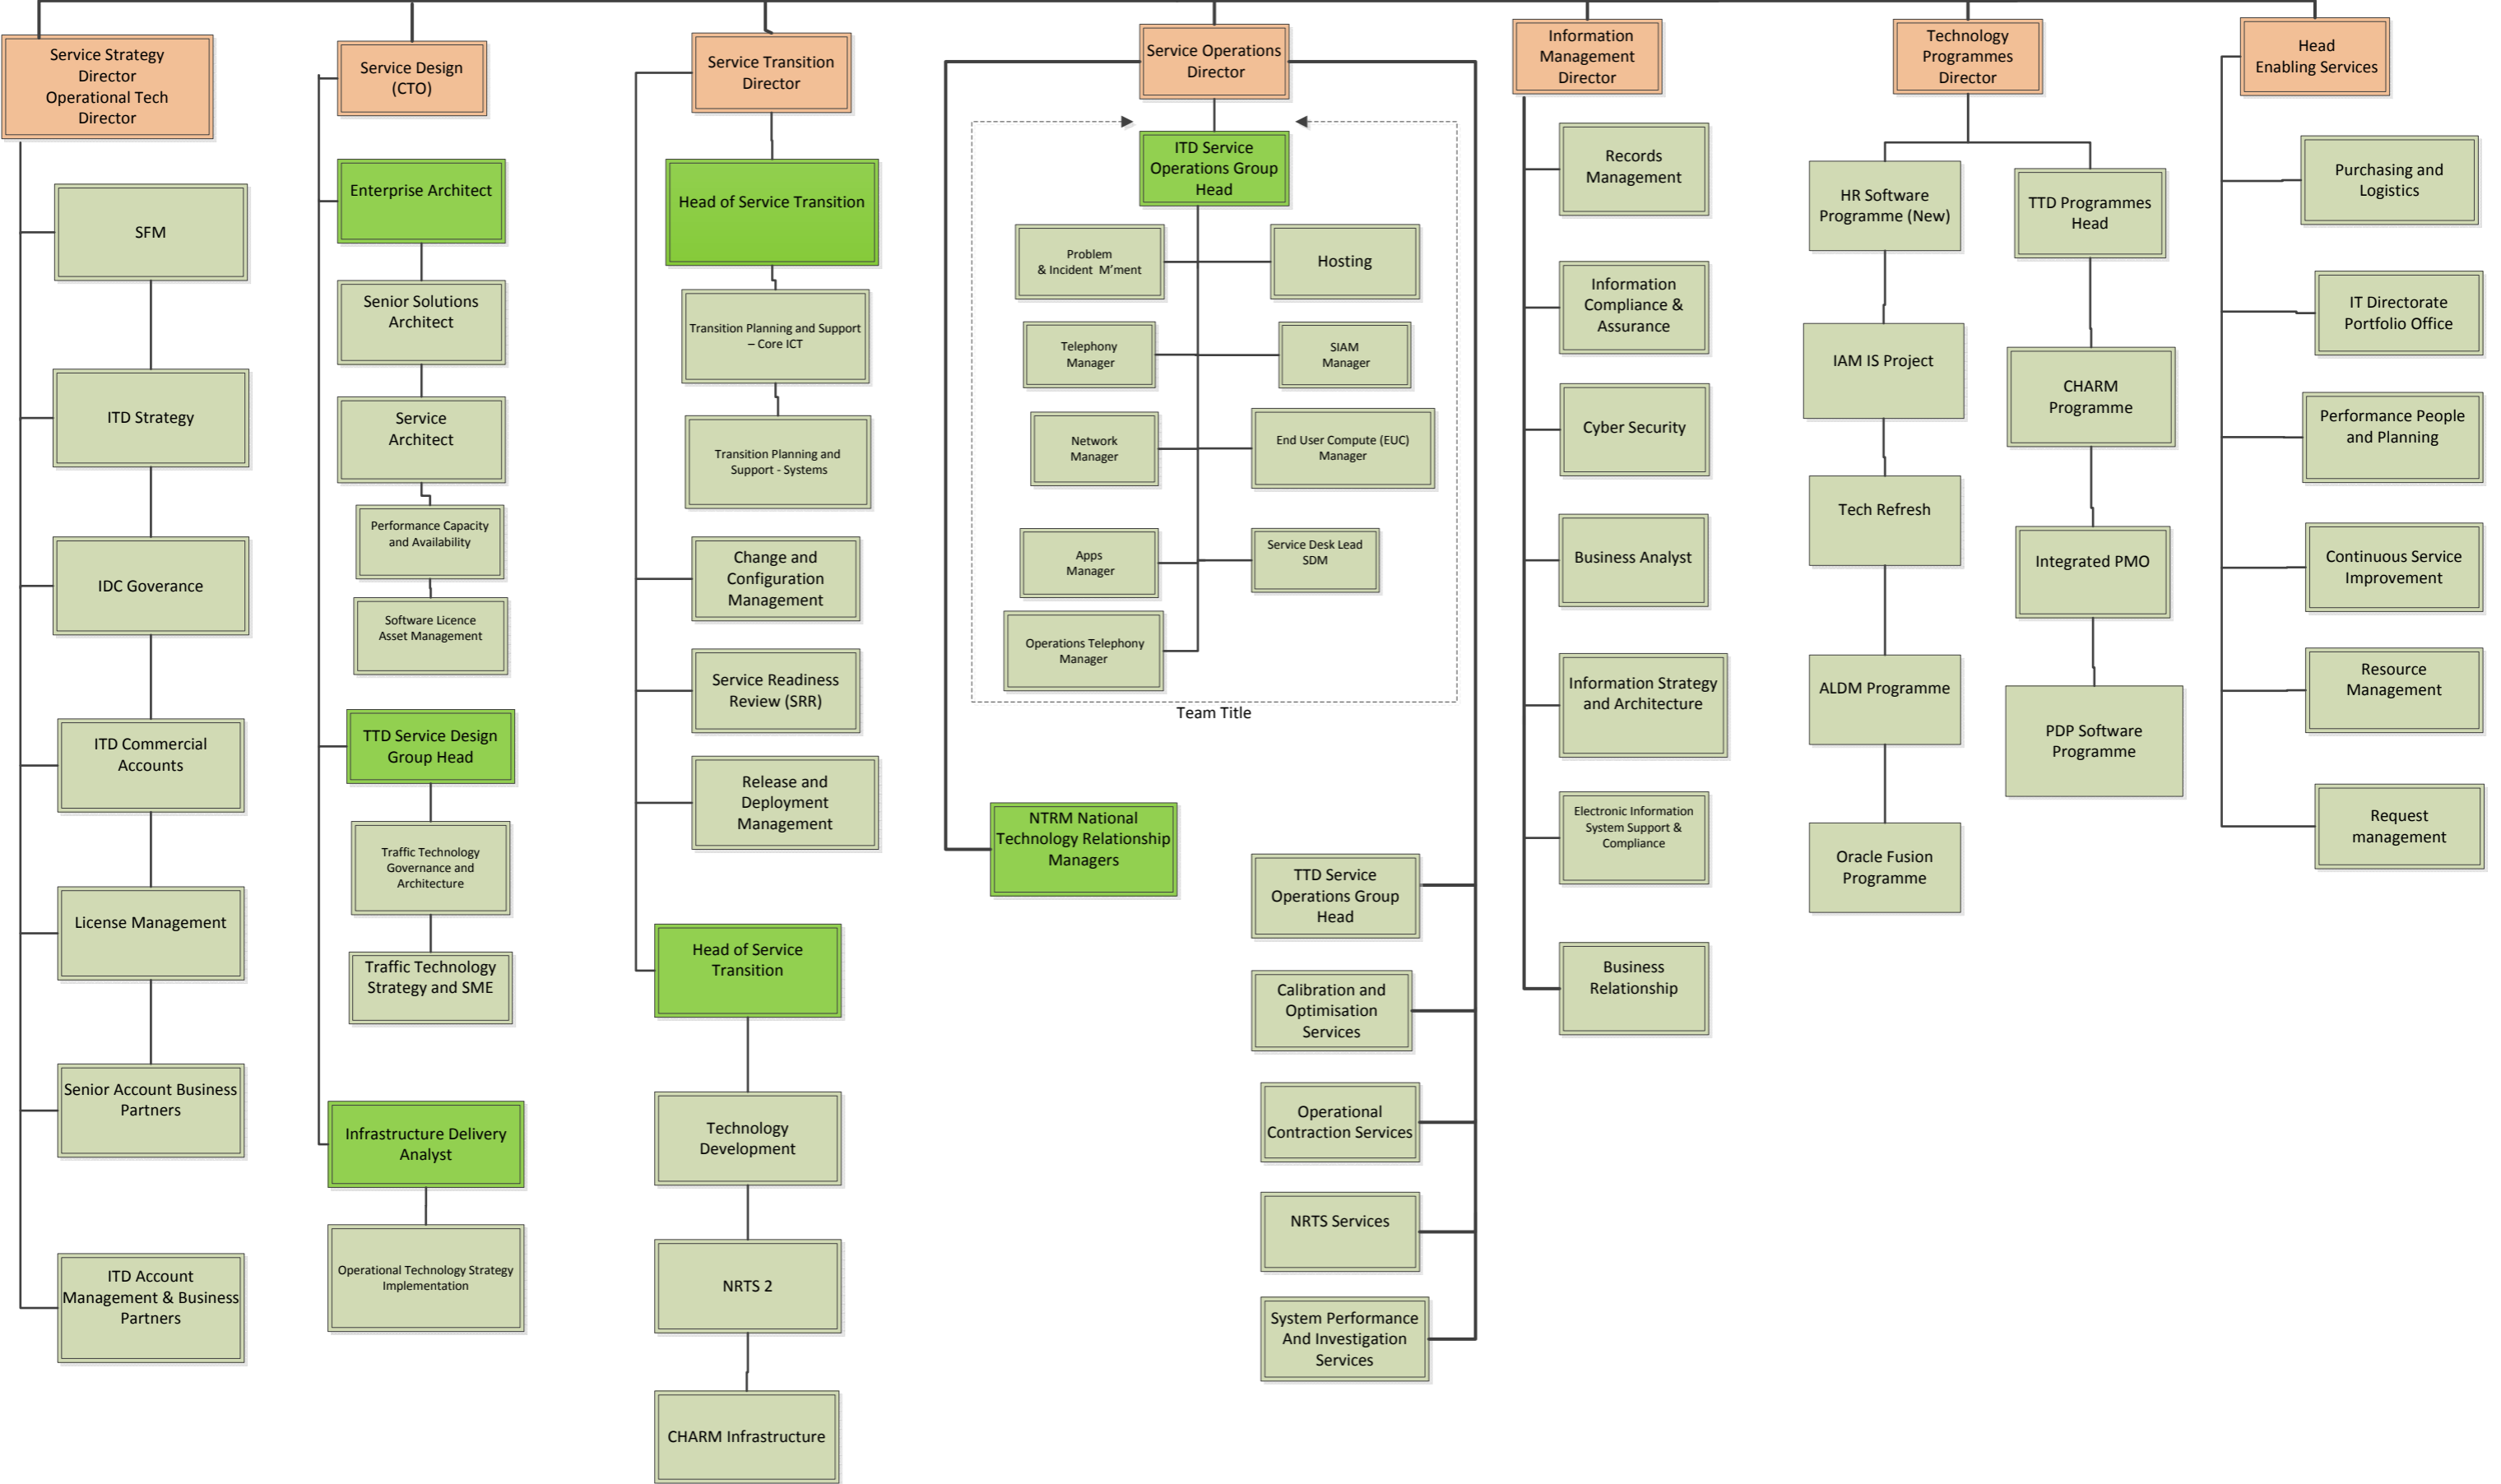 Service Strategy
Director
Operational Tech
Director
SFM
ITD Strategy
IDC Goverance
ITD Commercial
Accounts
License Management
Senior Account Business
Partners
ITD Account
Management & Business
Partners
Service Design
(CTO)
Enterprise Architect
Senior Solutions
Architect
Service
Architect
Performance Capacity
and Availability
Software Licence
Asset Management
TTD Service Design
Group Head
Traffic Technology
Governance and
Architecture
Traffic Technology
Strategy and SME
Infrastructure Delivery
Analyst
Operational Technology Strategy
Implementation
Service Transition
Director
Head of Service Transition
Transition Planning and Support
– Core ICT
Transition Planning and
Support - Systems
Change and
Configuration
Management
Service Readiness
Review (SRR)
Release and
Deployment
Management
Head of Service
Transition
Technology
Development
NRTS 2
CHARM Infrastructure
Service Operations
Director
ITD Service
Operations Group
Head
Problem
& Incident M’ment
Hosting
Telephony
Manager
SIAM
Manager
Network
Manager
End User Compute (EUC)
Manager
Apps
Manager
Service Desk Lead
SDM
Operations Telephony
Manager
Team Title
NTRM National
Technology Relationship
Managers
TTD Service
Operations Group
Head
Calibration and
Optimisation
Services
Operational
Contraction Services
NRTS Services
System Performance
And Investigation
Services
Information
Management
Director
Records
Management
Information
Compliance &
Assurance
Cyber Security
Business Analyst
Information Strategy
and Architecture
Electronic Information
System Support &
Compliance
Business
Relationship
Technology
Programmes
Director
HR Software
Programme (New)
IAM IS Project
Tech Refresh
ALDM Programme
Oracle Fusion
Programme
TTD Programmes
Head
CHARM
Programme
Integrated PMO
PDP Software
Programme
Head
Enabling Services
Purchasing and
Logistics
IT Directorate
Portfolio Office
Performance People
and Planning
Continuous Service
Improvement
Resource
Management
Request
management